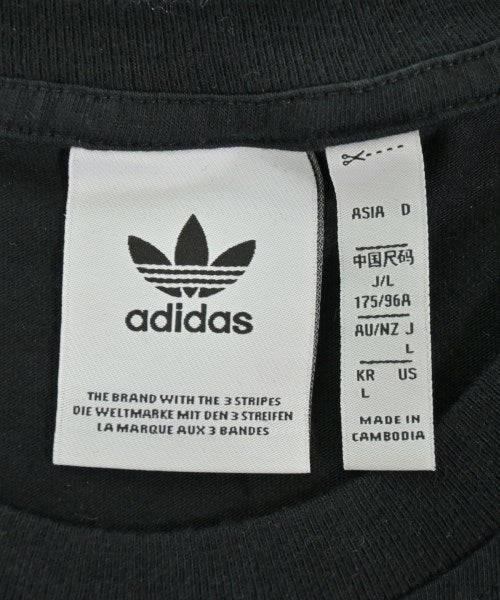 adidas
THE BRAND WITH THE 3 STRIPES
DIE WELTMARKE MIT DEN 3 STREIFEN
LA MARQUE AUX 3 BANDES
ASIA D
中国尺码
J/L
175/96A
AU/NZ J
L
KR US
L
MADE IN
CAMBODIA